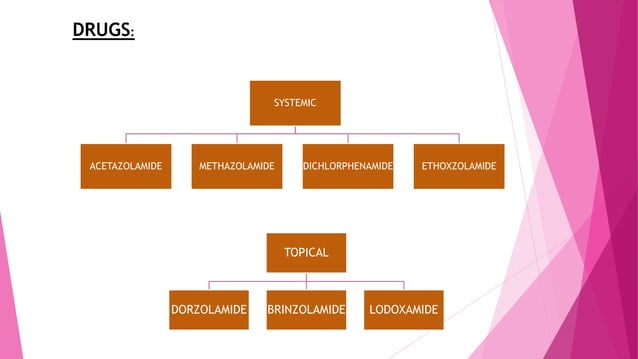 DRUGS:
SYSTEMIC
ACETAZOLAMIDE METHAZOLAMIDE DICHLORPHENAMIDE ETHOXZOLAMIDE
TOPICAL
DORZOLAMIDE BRINZOLAMIDE LODOXAMIDE